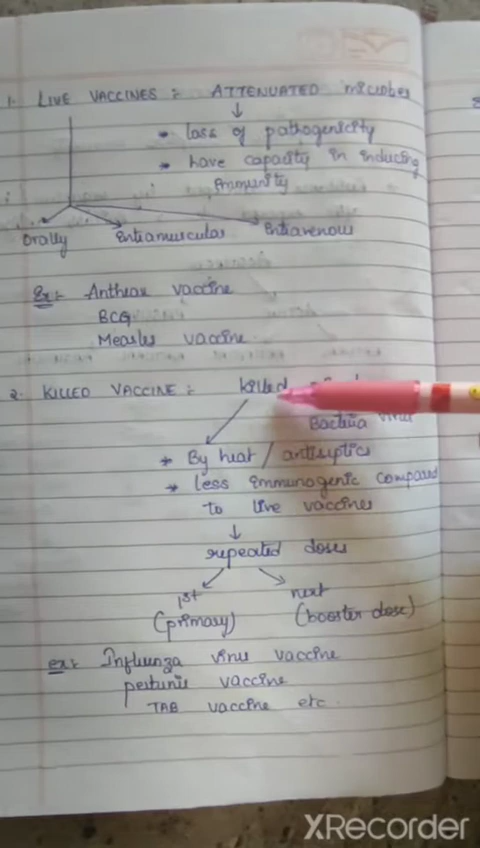 1. LIVE VACCINES : ATTENUATED microbes
* loss of pathogenicity
* have capacity in inducing
immunity
Orally Intramuscular Intravenous
Ex:- Anthrax vaccine
BCG
Measles vaccine
2. KILLED VACCINE : killed
Bacteria virus
* By heat / antiseptics
* less immunogenic compared
to live vaccines
repeated doses
1st next
(primary) (booster dose)
ex:- Influenza virus vaccine
pertusis vaccine
TAB vaccine etc.
XRecorder